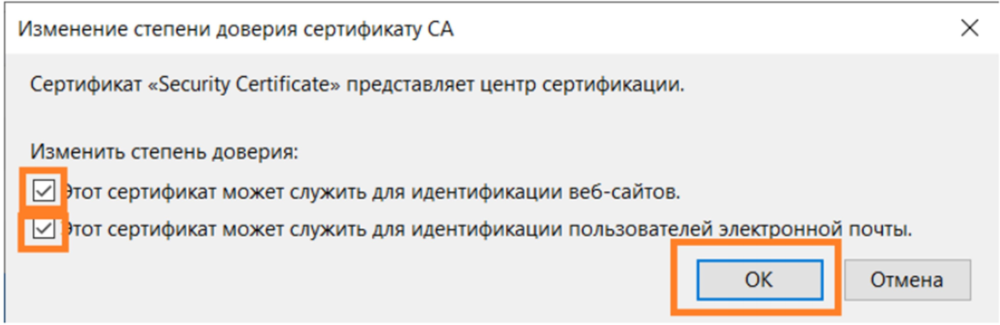 Изменение степени доверия сертификату CA
Сертификат «Security Certificate» представляет центр сертификации.
Изменить степень доверия:
Этот сертификат может служить для идентификации веб-сайтов.
Этот сертификат может служить для идентификации пользователей электронной почты.
ОК
Отмена